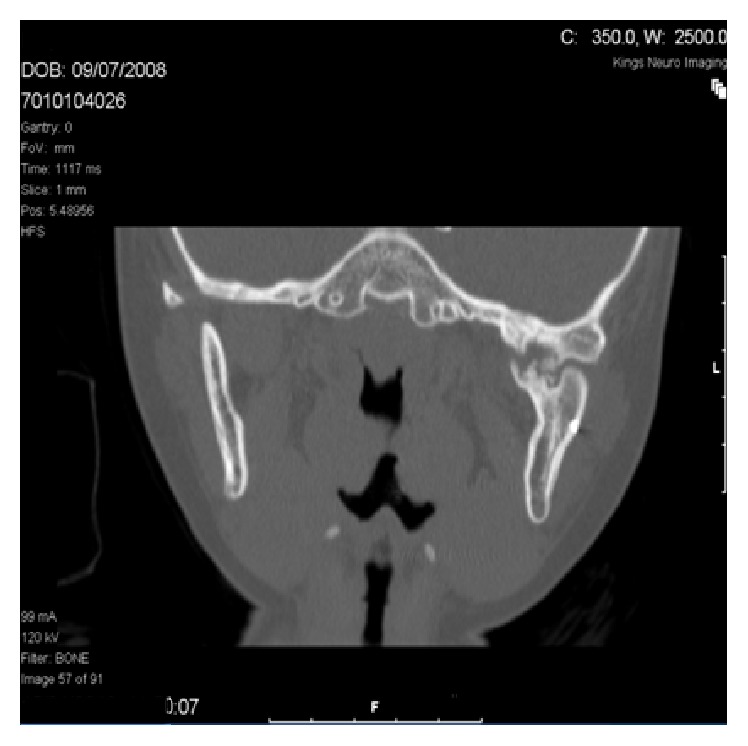 C: 350.0, W: 2500.0
Kings Neuro Imaging
DOB: 09/07/2008
7010104026
Gantry: 0
FoV: mm
Time: 1117 ms
Slice: 1 mm
Pos: 5.48956
HFS
L
99 mA
120 kV
Filter: BONE
Image 57 of 91
0:07
F